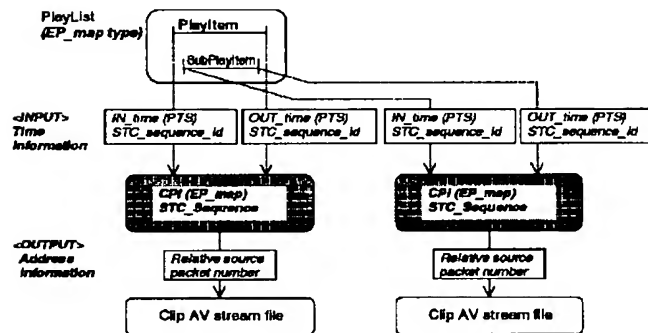 PlayList
(EP_map type)
PlayItem
SubPlayItem
<INPUT>
Time
Information
IN_time (PTS)
STC_sequence_id
OUT_time (PTS)
STC_sequence_id
IN_time (PTS)
STC_sequence_id
OUT_time (PTS)
STC_sequence_id
CPI (EP_map)
STC_Sequence
CPI (EP_map)
STC_Sequence
<OUTPUT>
Address
Information
Relative source
packet number
Relative source
packet number
Clip AV stream file
Clip AV stream file